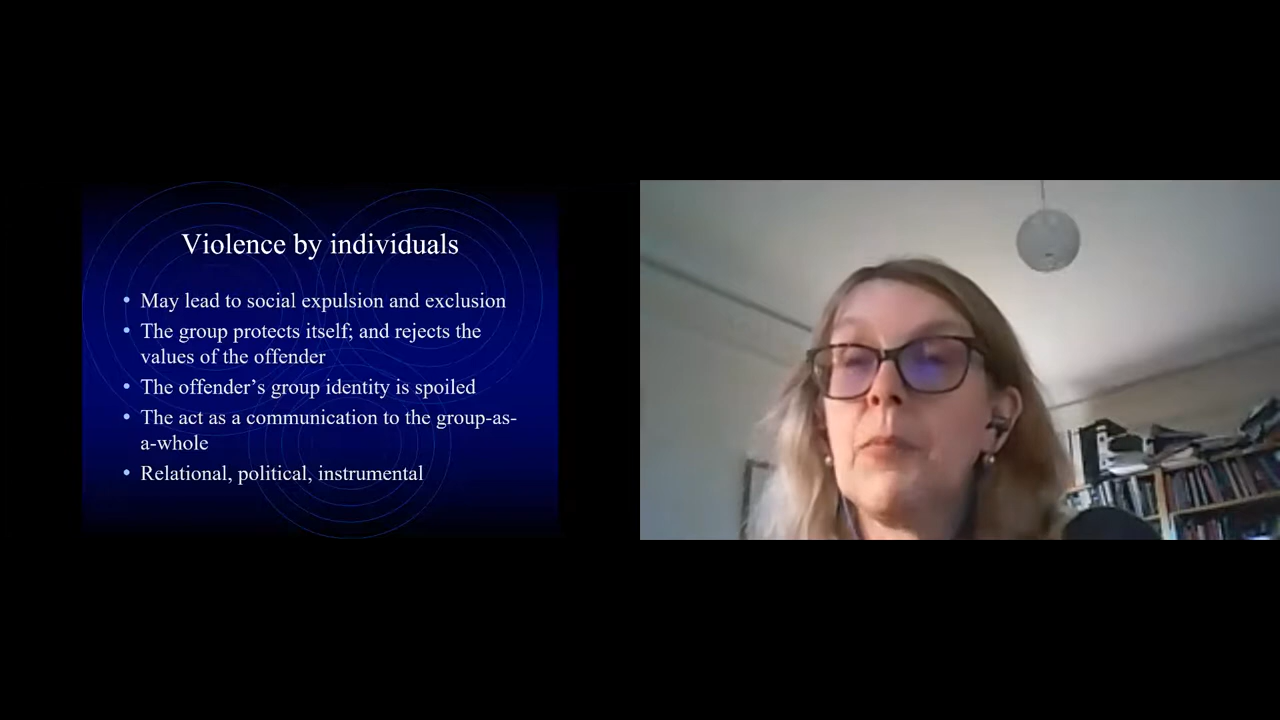 Violence by individuals
• May lead to social expulsion and exclusion
• The group protects itself; and rejects the
values of the offender
• The offender's group identity is spoiled
• The act as a communication to the group-as-
a-whole
• Relational, political, instrumental